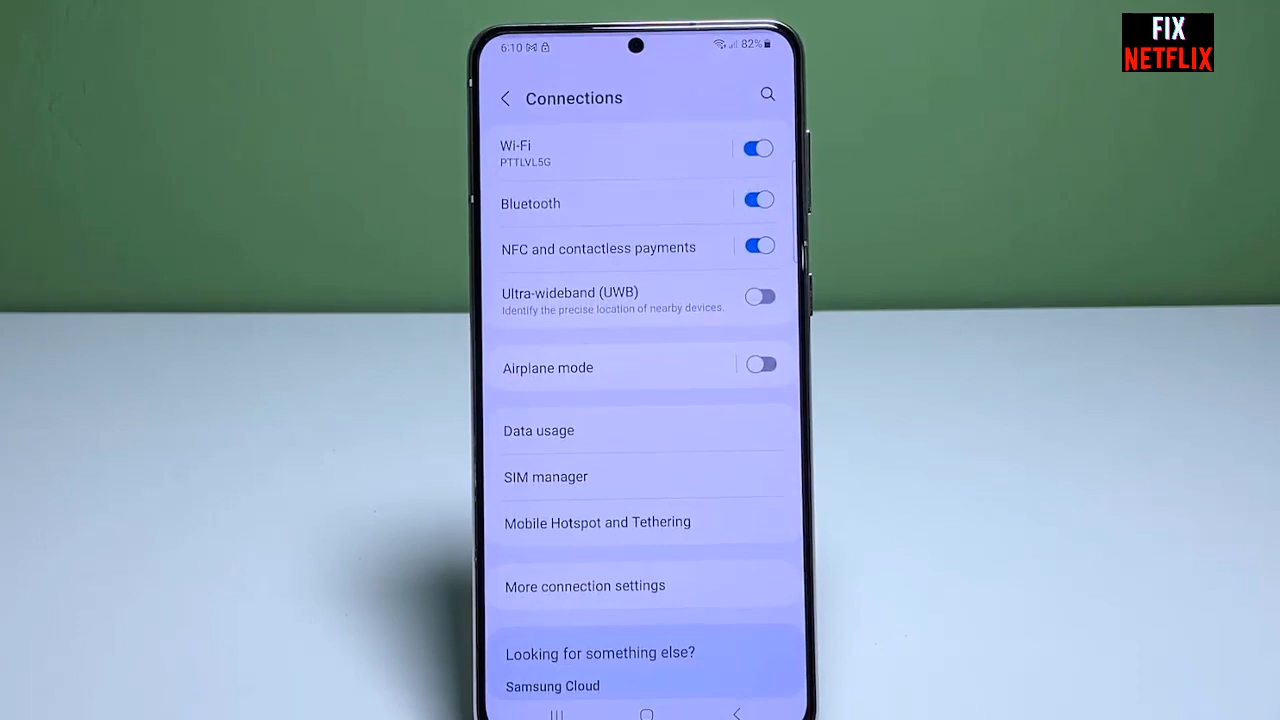 FIX
NETFLIX
6:10
82%
Connections
Wi-Fi
PTTLVL5G
Bluetooth
NFC and contactless payments
Ultra-wideband (UWB)
Identify the precise location of nearby devices.
Airplane mode
Data usage
SIM manager
Mobile Hotspot and Tethering
More connection settings
Looking for something else?
Samsung Cloud